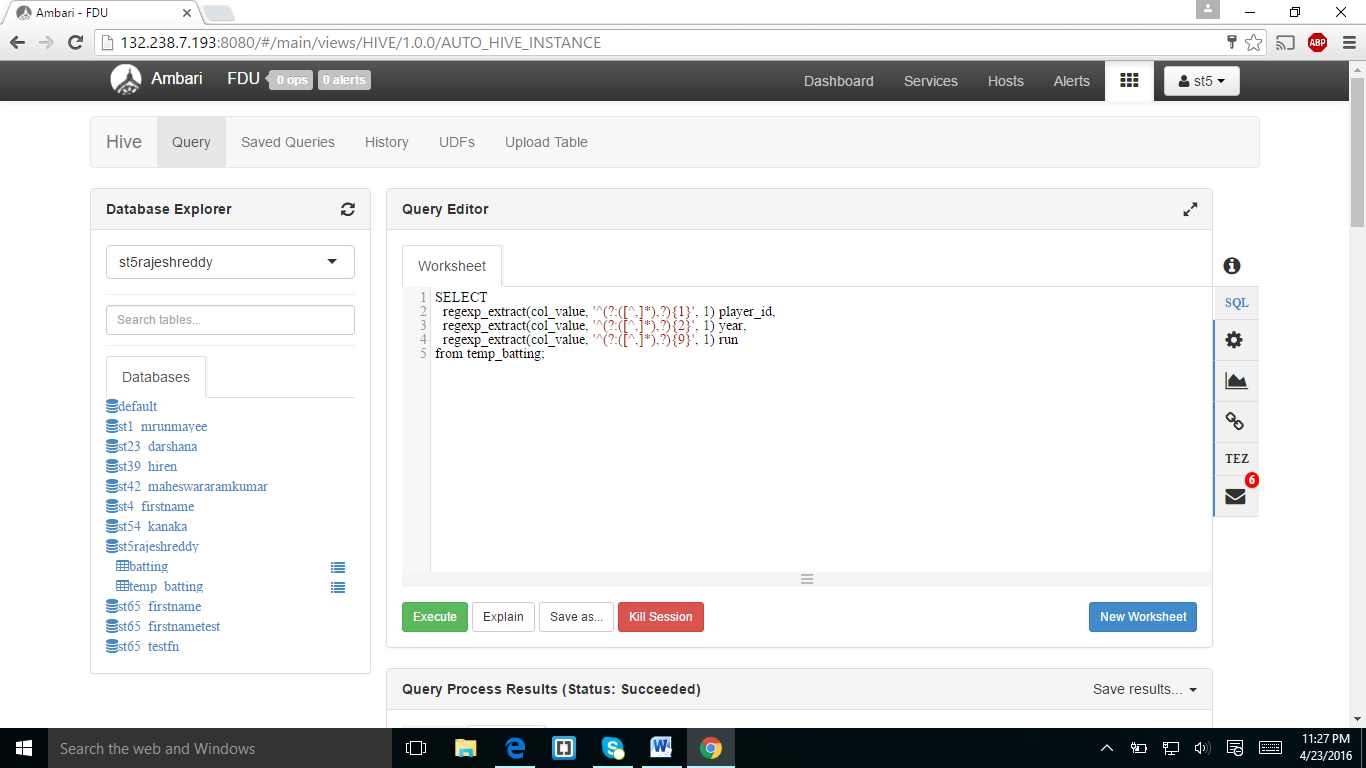 Ambari - FDU
132.238.7.193:8080/#/main/views/HIVE/1.0.0/AUTO_HIVE_INSTANCE
ABP
Ambari FDU 0 ops 0 alerts Dashboard Services Hosts Alerts st5
Hive Query Saved Queries History UDFs Upload Table
Database Explorer
st5rajeshreddy
Search tables...
Databases
default
st1_mrunmayee
st23_darshana
st39_hiren
st42_maheswararamkumar
st4_firstname
st54_kanaka
st5rajeshreddy
batting
temp_batting
st65_firstname
st65_firstnametest
st65_testfn
Query Editor
Worksheet
1 SELECT
2 regexp_extract(col_value, '^(?:([^,]*),?){1}', 1) player_id,
3 regexp_extract(col_value, '^(?:([^,]*),?){2}', 1) year,
4 regexp_extract(col_value, '^(?:([^,]*),?){9}', 1) run
5 from temp_batting;
SQL
TEZ
6
Execute Explain Save as... Kill Session New Worksheet
Query Process Results (Status: Succeeded) Save results...
Search the web and Windows
11:27 PM
4/23/2016